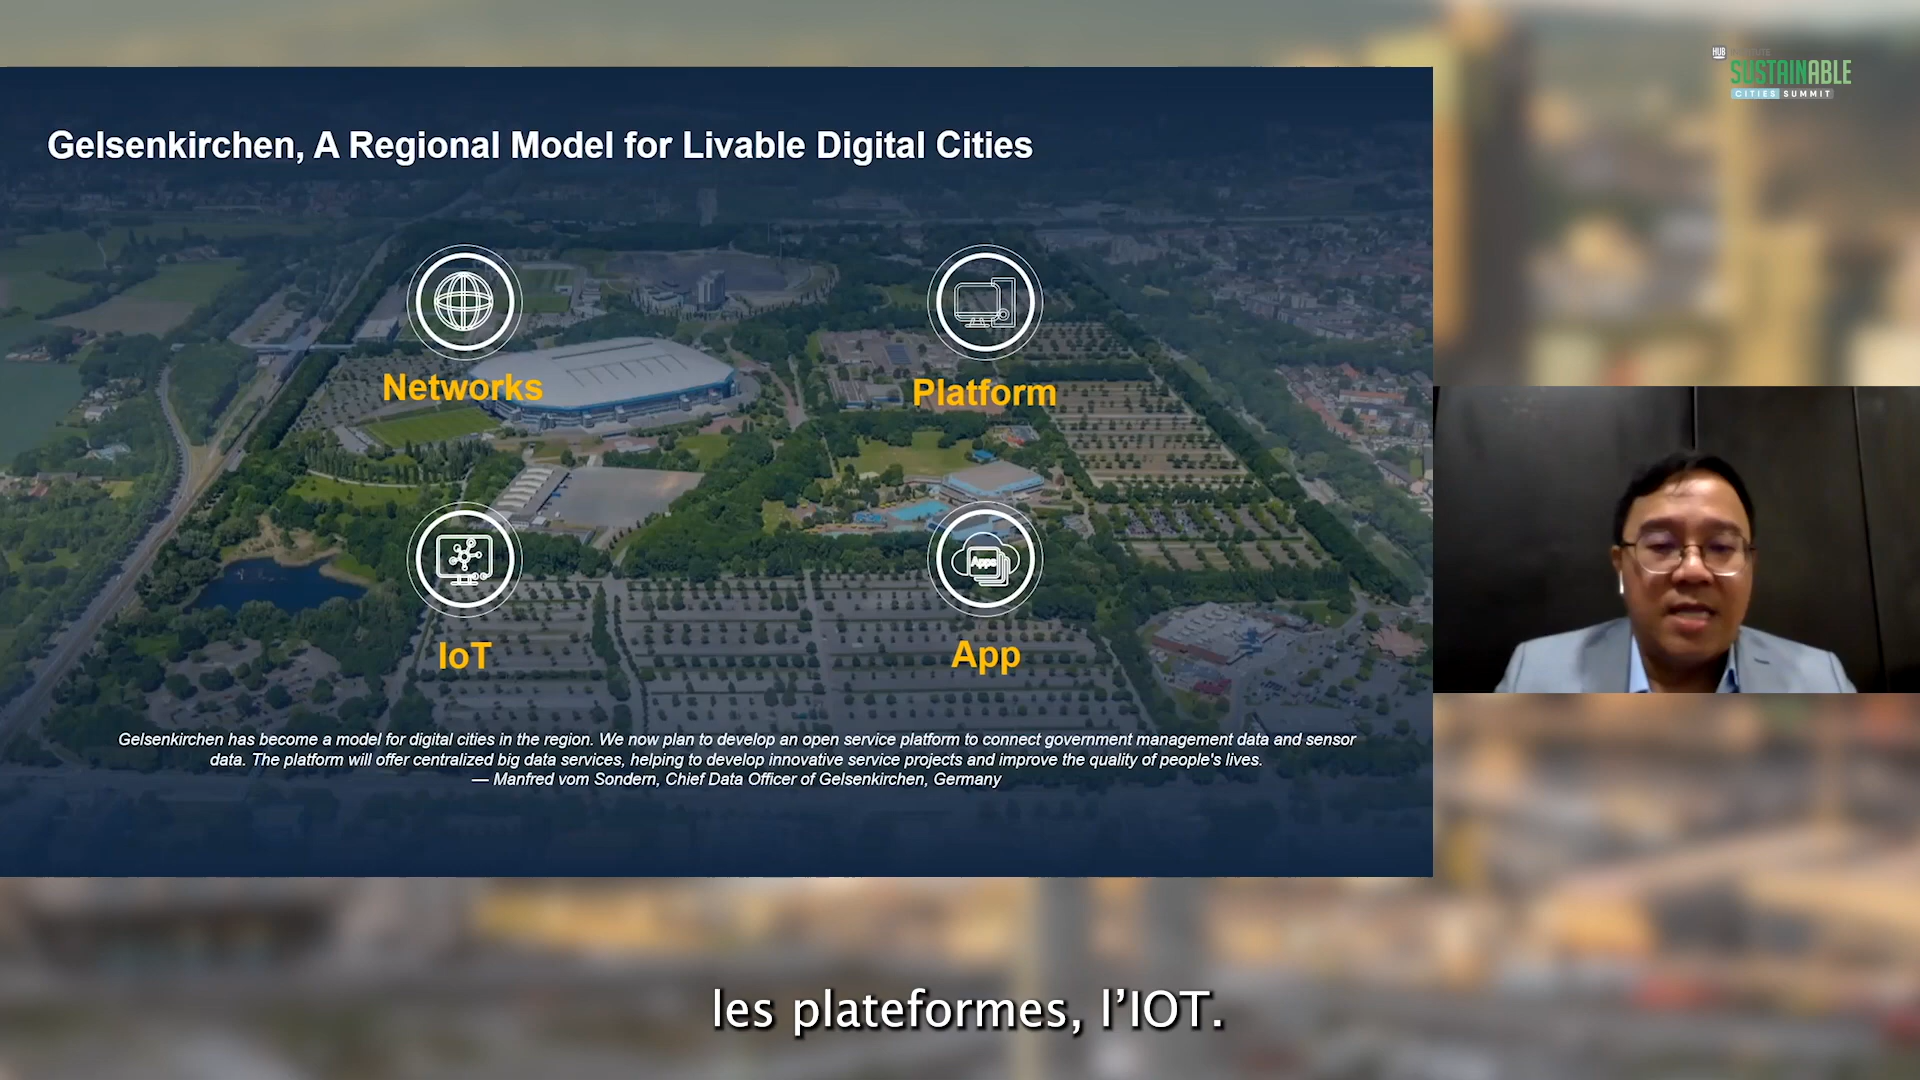 HUB INSTITUTE
SUSTAINABLE
CITIES SUMMIT
Gelsenkirchen, A Regional Model for Livable Digital Cities
Networks
Platform
IoT
Apps
App
Gelsenkirchen has become a model for digital cities in the region. We now plan to develop an open service platform to connect government management data and sensor
data. The platform will offer centralized big data services, helping to develop innovative service projects and improve the quality of people's lives.
— Manfred vom Sondern, Chief Data Officer of Gelsenkirchen, Germany
les plateformes, l’IOT.